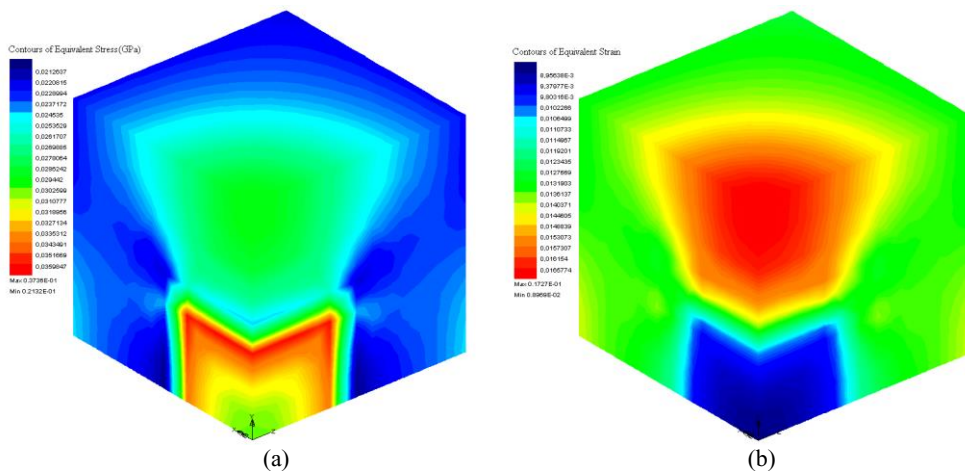 Contours of Equivalent Stress(GPa)
0,0212607
0,0220815
0,0228994
0,0237172
0,024535
0,0253529
0,0261707
0,0269885
0,0278064
0,0285242
0,029442
0,0302599
0,0310777
0,0318956
0,0327134
0,0335312
0,0343491
0,0351669
0,0359847
Max 0.3736E-01
Min 0.2132E-01
Y
Z
(a)
Contours of Equivalent Strain
8,95638E-3
9,37977E-3
9,80316E-3
0,0102266
0,0106499
0,0110733
0,0114967
0,0119201
0,0123435
0,0127669
0,0131903
0,0136137
0,0140371
0,0144605
0,0148839
0,0153073
0,0157307
0,016154
0,0165774
Max 0.1727E-01
Min 0.8969E-02
Z
(b)